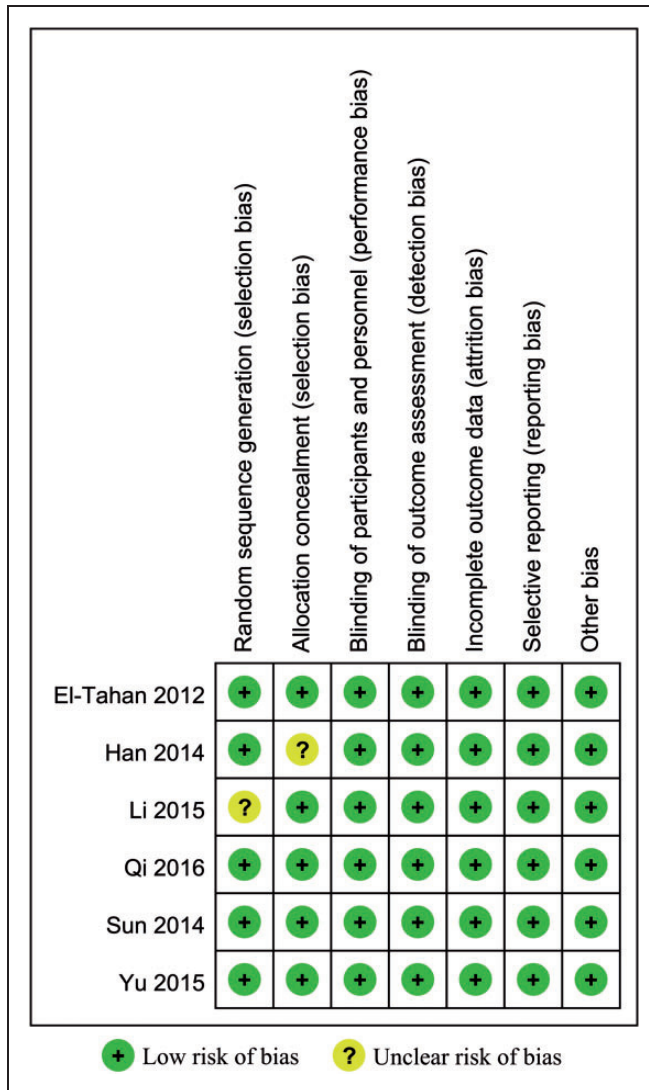 Random sequence generation (selection bias)
Allocation concealment (selection bias)
Blinding of participants and personnel (performance bias)
Blinding of outcome assessment (detection bias)
Incomplete outcome data (attrition bias)
Selective reporting (reporting bias)
Other bias
El-Tahan 2012 + + + + + + +
Han 2014 + ? + + + + +
Li 2015 ? + + + + + +
Qi 2016 + + + + + + +
Sun 2014 + + + + + + +
Yu 2015 + + + + + + +
+ Low risk of bias ? Unclear risk of bias